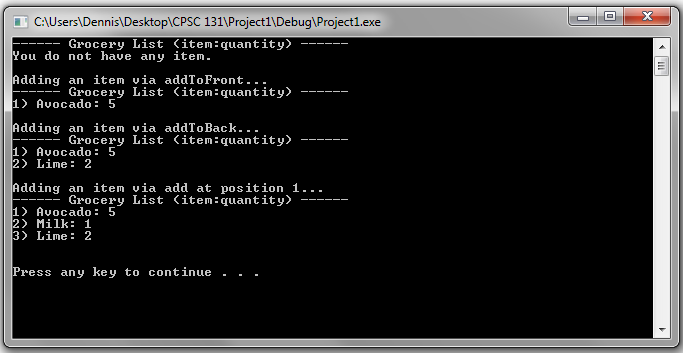 C:\Users\Dennis\Desktop\CPSC 131\Project1\Debug\Project1.exe
------ Grocery List (item:quantity) ------
You do not have any item.
Adding an item via addToFront...
------ Grocery List (item:quantity) ------
1) Avocado: 5
Adding an item via addToBack...
------ Grocery List (item:quantity) ------
1) Avocado: 5
2) Lime: 2
Adding an item via add at position 1...
------ Grocery List (item:quantity) ------
1) Avocado: 5
2) Milk: 1
3) Lime: 2
Press any key to continue . . .